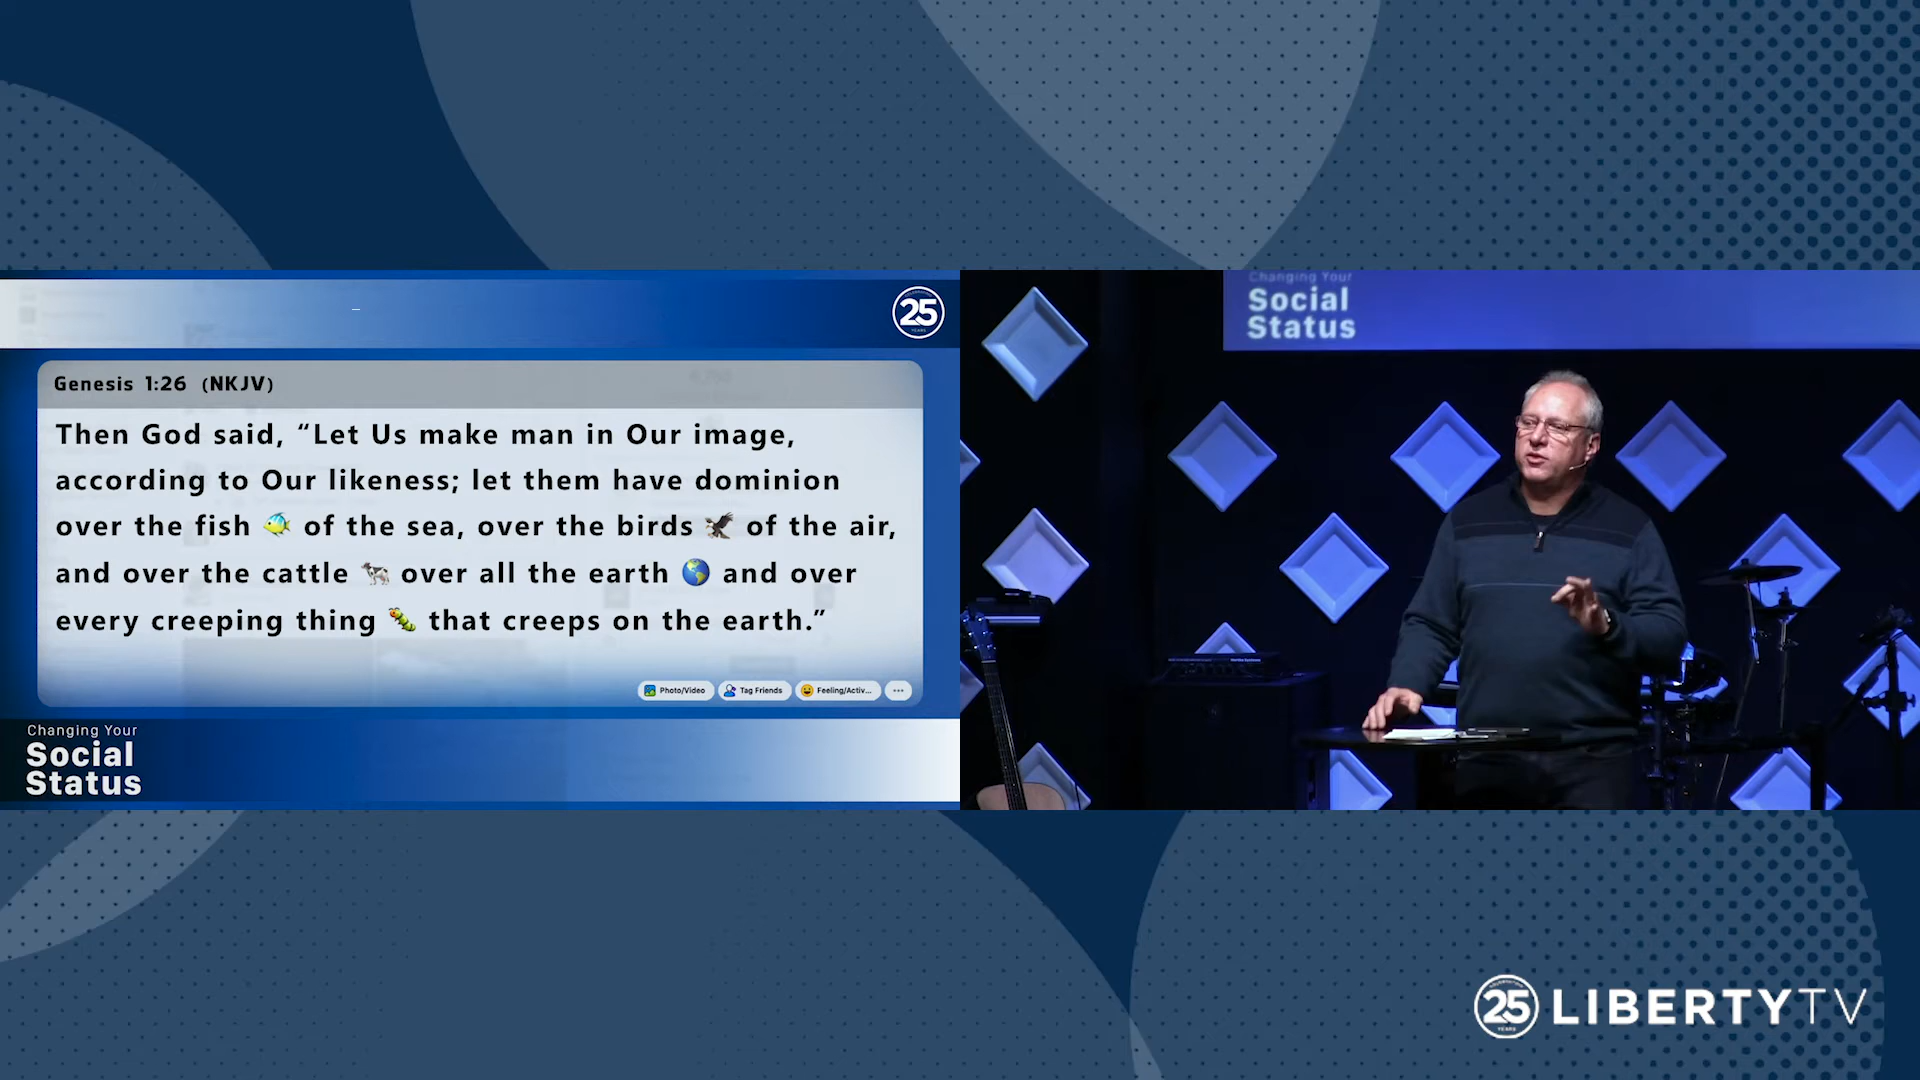 25
YEARS
Genesis 1:26 (NKJV)
Then God said, “Let Us make man in Our image,
according to Our likeness; let them have dominion
over the fish 🐠 of the sea, over the birds 🦅 of the air,
and over the cattle 🐄 over all the earth 🌎 and over
every creeping thing 🐛 that creeps on the earth.”
Photo/Video
Tag Friends
Feeling/Activ...
Changing Your
Social
Status
Changing Your
Social
Status
25
YEARS
LIBERTYTV